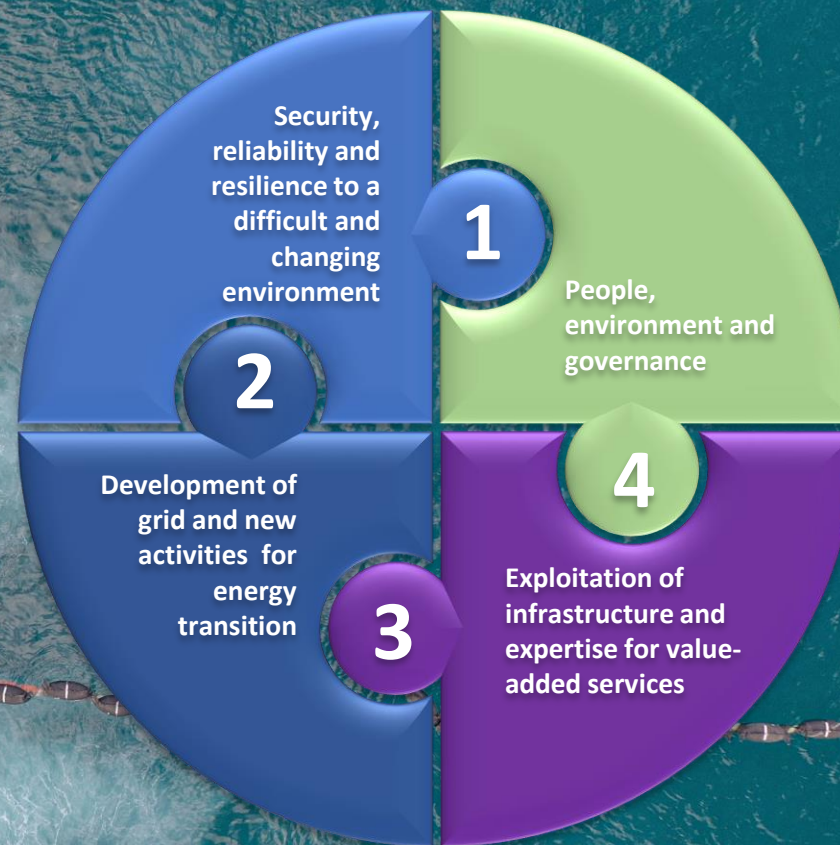 1
Security,
reliability and
resilience to a
difficult and
changing
environment
2
Development of
grid and new
activities for
energy
transition
3
Exploitation of
infrastructure and
expertise for value-
added services
4
People,
environment and
governance